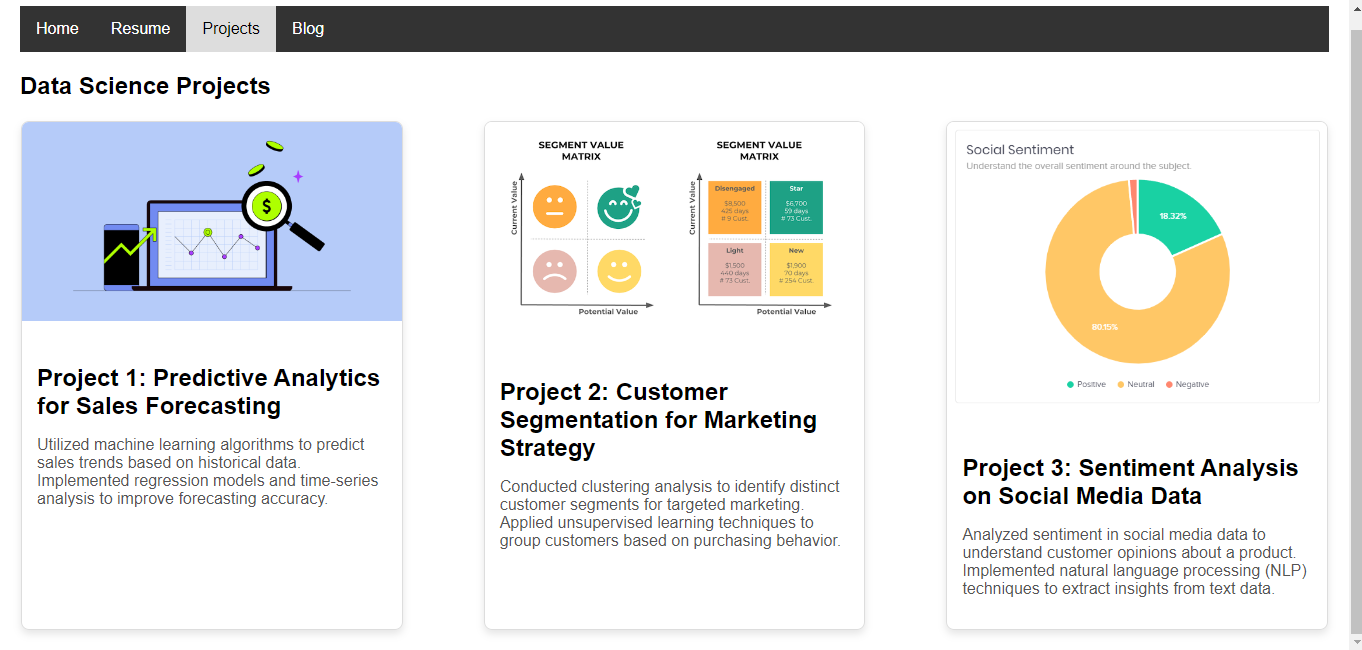 Home Resume Projects Blog
Data Science Projects
$
Project 1: Predictive Analytics
for Sales Forecasting
Utilized machine learning algorithms to predict
sales trends based on historical data.
Implemented regression models and time-series
analysis to improve forecasting accuracy.
SEGMENT VALUE
MATRIX
Current Value
Potential Value
SEGMENT VALUE
MATRIX
Current Value
Disengaged
$9,500
425 days
# 9 Cust.
Star
$6,700
59 days
# 73 Cust.
Light
$1,500
440 days
# 73 Cust.
New
$1,900
70 days
# 254 Cust.
Potential Value
Project 2: Customer
Segmentation for Marketing
Strategy
Conducted clustering analysis to identify distinct
customer segments for targeted marketing.
Applied unsupervised learning techniques to
group customers based on purchasing behavior.
Social Sentiment
Understand the overall sentiment around the subject.
18.32%
80.15%
Positive Neutral Negative
Project 3: Sentiment Analysis
on Social Media Data
Analyzed sentiment in social media data to
understand customer opinions about a product.
Implemented natural language processing (NLP)
techniques to extract insights from text data.